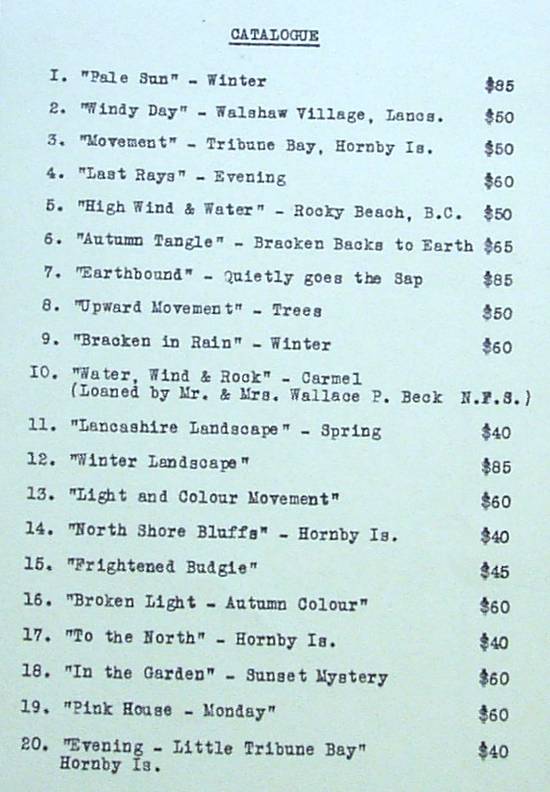 CATALOGUE
1. "Pale Sun" - Winter $85
2. "Windy Day" - Walshaw Village, Lancs. $50
3. "Movement" - Tribune Bay, Hornby Is. $50
4. "Last Rays" - Evening $60
5. "High Wind & Water" - Rocky Beach, B.C. $50
6. "Autumn Tangle" - Bracken Backs to Earth $65
7. "Earthbound" - Quietly goes the Sap $85
8. "Upward Movement" - Trees $50
9. "Bracken in Rain" - Winter $60
10. "Water, Wind & Rock" - Carmel
(Loaned by Mr. & Mrs. Wallace P. Beck N.F.S.)
11. "Lancashire Landscape" - Spring $40
12. "Winter Landscape" $85
13. "Light and Colour Movement" $60
14. "North Shore Bluffs" - Hornby Is. $40
15. "Frightened Budgie" $45
16. "Broken Light - Autumn Colour" $60
17. "To the North" - Hornby Is. $40
18. "In the Garden" - Sunset Mystery $60
19. "Pink House - Monday" $60
20. "Evening - Little Tribune Bay" $40
Hornby Is.